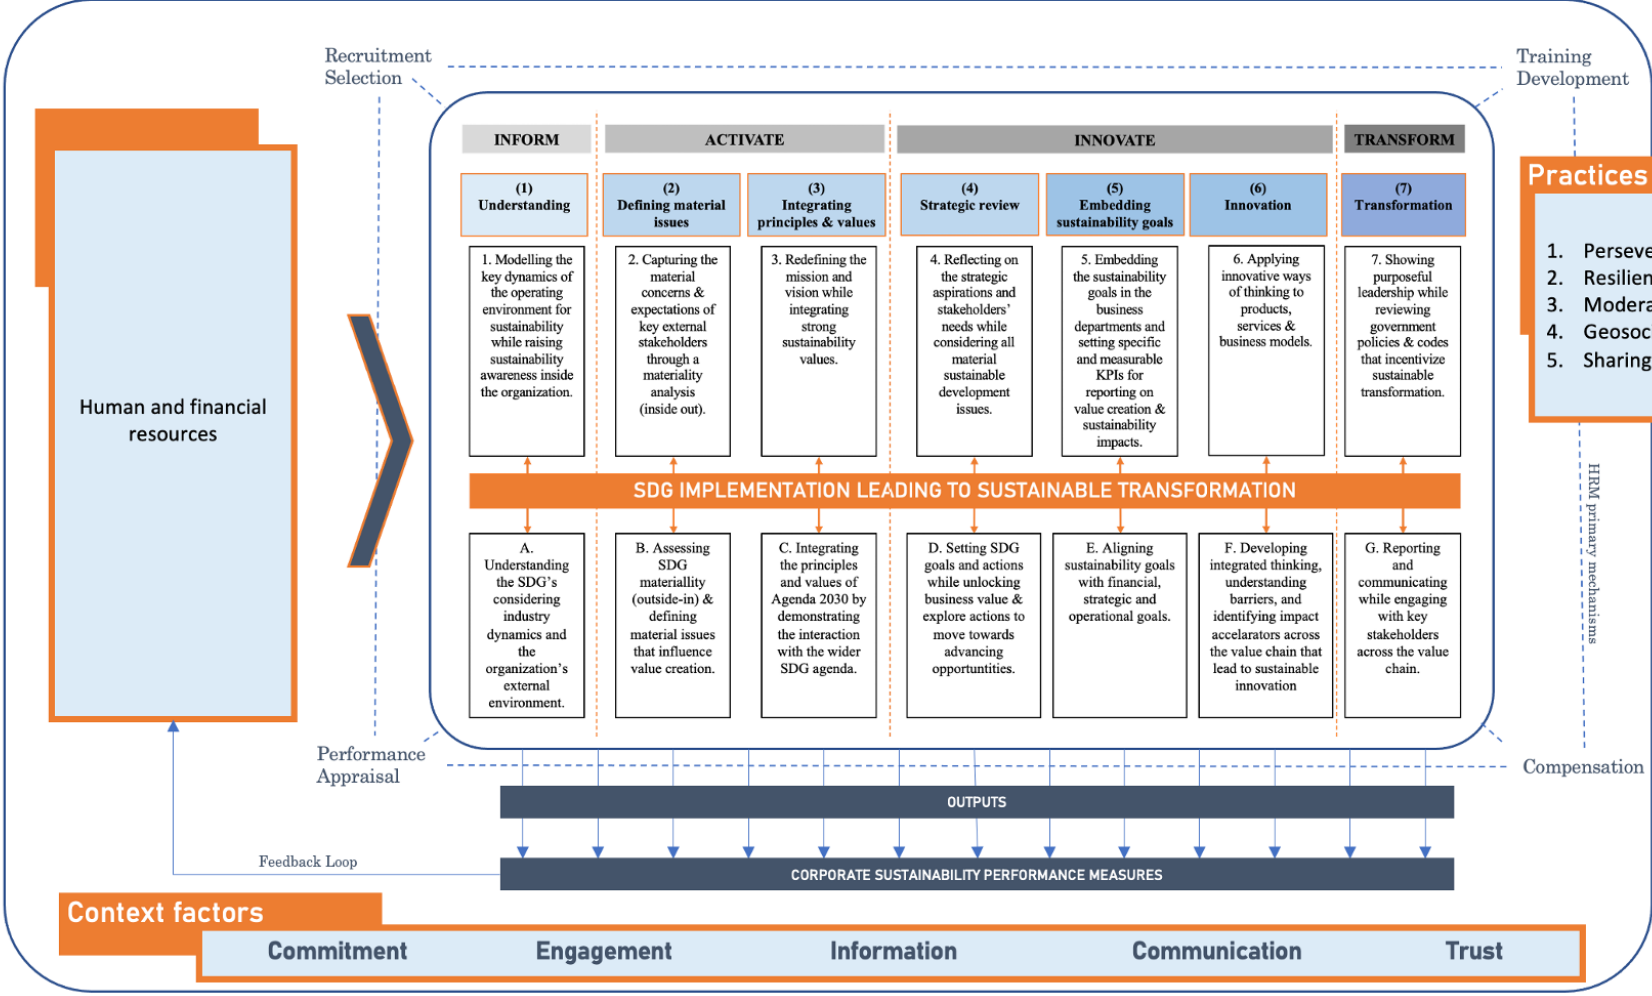 Recruitment
Selection
Training
Development
INFORM
ACTIVATE
INNOVATE
TRANSFORM
(1)
Understanding
(2)
Defining material
issues
(3)
Integrating
principles & values
(4)
Strategic review
(5)
Embedding
sustainability goals
(6)
Innovation
(7)
Transformation
Practices
1.
2.
3.
4.
5. Sharing
Human and financial
resources
1. Modelling the
key dynamics of
the operating
environment for
sustainability
while raising
sustainability
awareness inside
the organization.
2. Capturing the
material
concerns &
expectations of
key external
stakeholders
through a
materiality
analysis
(inside out).
3. Redefining the
mission and
vision while
integrating
strong
sustainability
values.
4. Reflecting on
the strategic
aspirations and
stakeholders'
needs while
considering all
material
sustainable
development
issues.
5. Embedding
the sustainability
goals in the
business
departments and
setting specific
and measurable
KPIs for
reporting on
value creation &
sustainability
impacts.
6. Applying
innovative ways
of thinking to
products,
services &
business models.
7. Showing
purposeful
leadership while
reviewing
government
policies & codes
that incentivize
sustainable
transformation.
SDG IMPLEMENTATION LEADING TO SUSTAINABLE TRANSFORMATION
A.
Understanding
the SDG's
considering
industry
dynamics and
the
organization's
external
environment.
B. Assessing
SDG
materiallity
(outside-in) &
defining
material issues
that influence
value creation.
C. Integrating
the principles
and values of
Agenda 2030 by
demonstrating
the interaction
with the wider
SDG agenda.
D. Setting SDG
goals and actions
while unlocking
business value &
explore actions to
move towards
advancing
opportuntities.
E. Aligning
sustainability goals
with financial,
strategic and
operational goals.
F. Developing
integrated thinking,
understanding
barriers, and
identifying impact
accelarators across
the value chain that
lead to sustainable
innovation
G. Reporting
and
communicating
while engaging
with key
stakeholders
across the value
chain.
HRM primary mechanisms
Performance
Appraisal
Compensation
OUTPUTS
CORPORATE SUSTAINABILITY PERFORMANCE MEASURES
Feedback Loop
Context factors
Commitment
Engagement
Information
Communication
Trust